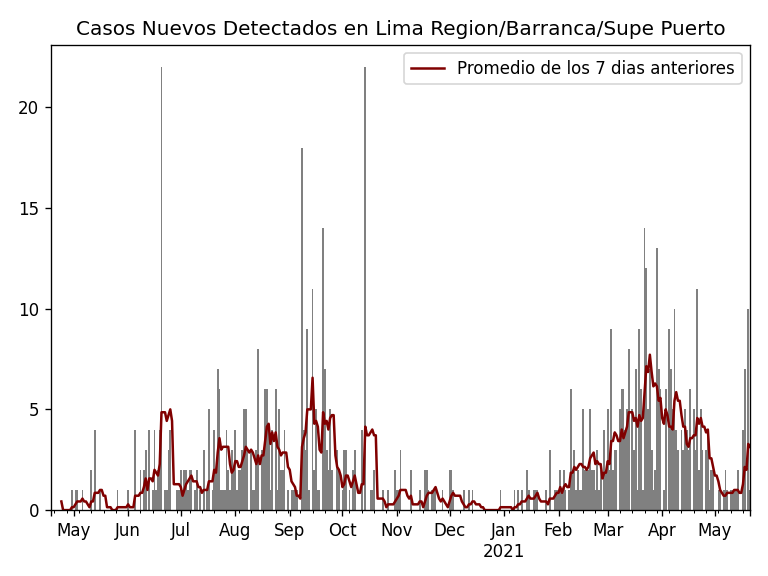 Casos Nuevos Detectados en Lima Region/Barranca/Supe Puerto
Promedio de los 7 dias anteriores
20
15
10
5
0
May Jun Jul Aug Sep Oct Nov Dec Jan Feb Mar Apr May
2021